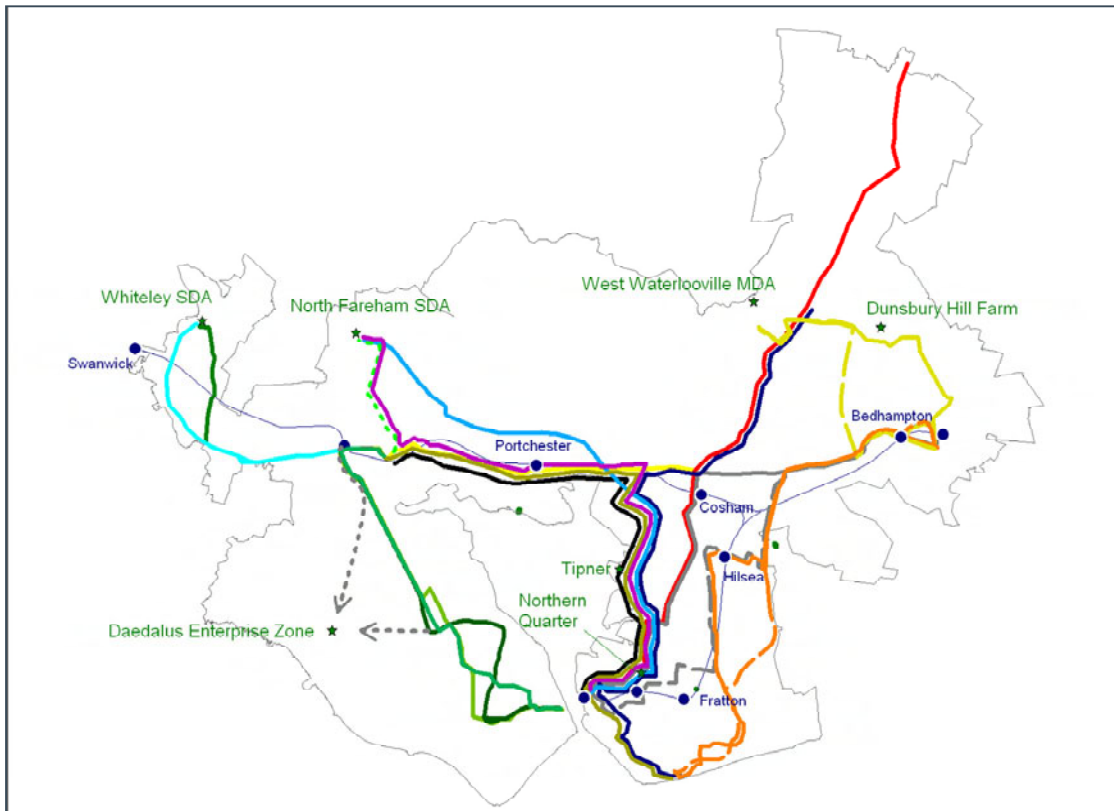 West Waterlooville MDA
Whiteley SDA
North Fareham SDA
Dunsbury Hill Farm
Swanwick
Bedhampton
Portchester
Cosham
Tipner
Hilsea
Northern
Quarter
Daedalus Enterprise Zone
Fratton